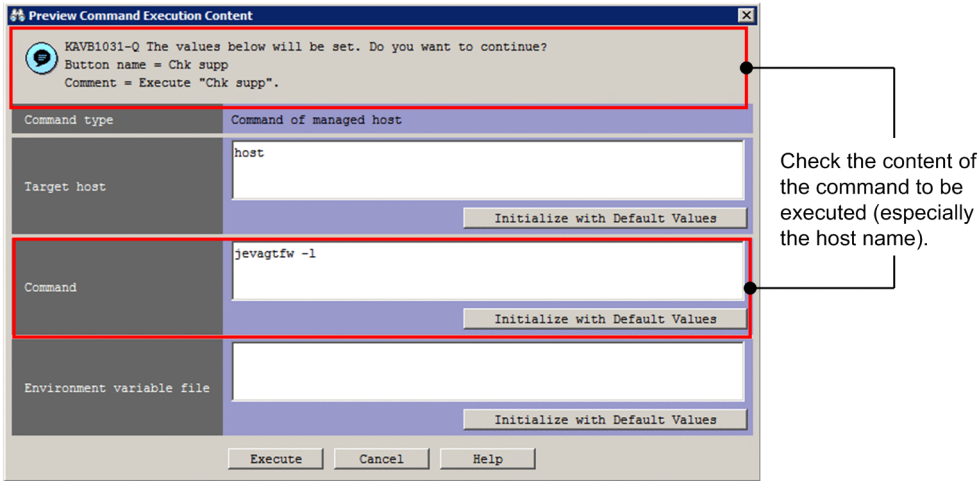 Preview Command Execution Content
KAVB1031-Q The values below will be set. Do you want to continue?
Button name = Chk supp
Comment = Execute "Chk supp".
Command type
Command of managed host
Target host
host
Initialize with Default Values
Command
jevagtfw -l
Initialize with Default Values
Environment variable file
Initialize with Default Values
Execute
Cancel
Help
Check the content of
the command to be
executed (especially
the host name).